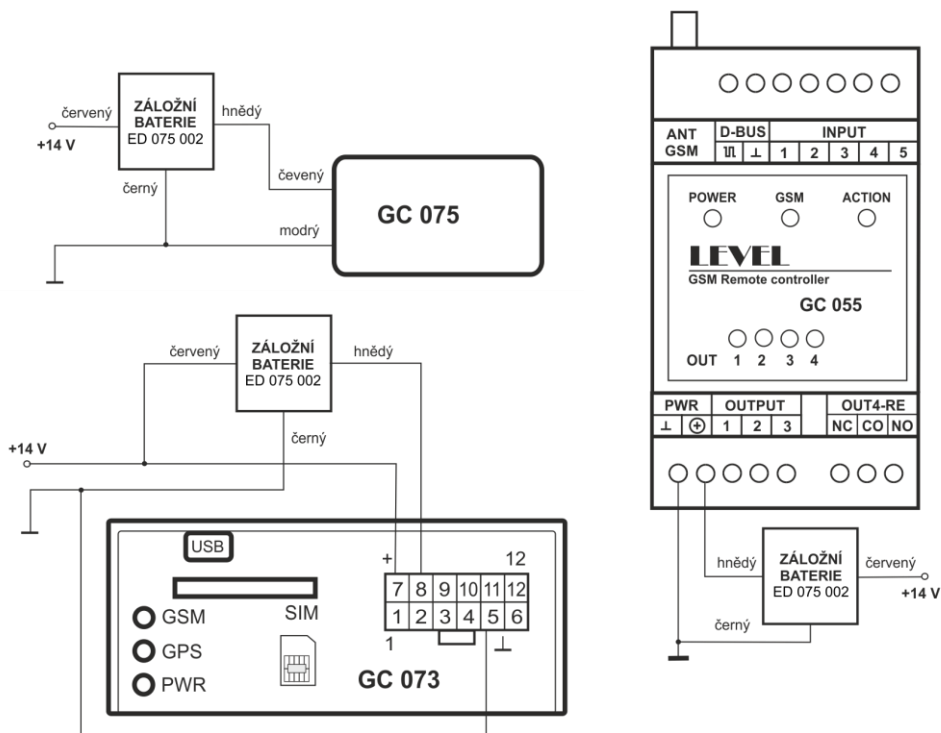 červený
ZÁLOŽNÍ
BATERIE
ED 075 002
hnědý
+14 V
černý
čevený
GC 075
modrý
červený
ZÁLOŽNÍ
BATERIE
ED 075 002
hnědý
černý
+14 V
USB
+ 12
7 8 9 10 11 12
1 2 3 4 5 6
1 ⊥
SIM
GSM
GPS
PWR
GC 073
ANT
GSM
D-BUS INPUT
⊥ 1 2 3 4 5
POWER GSM ACTION
LEVEL
GSM Remote controller
GC 055
OUT 1 2 3 4
PWR OUTPUT OUT4-RE
⊥ ⊕ 1 2 3 NC CO NO
hnědý
ZÁLOŽNÍ
BATERIE
ED 075 002
červený
+14 V
černý